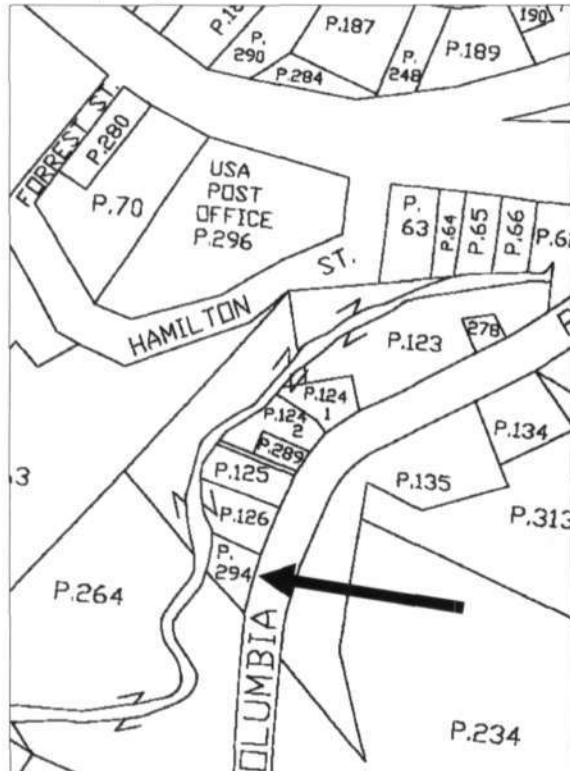 P.187
190
P.
290
P.284
P.
248
P.189
FORREST ST.
P.280
P.70
USA
POST
OFFICE
P.296
P.
63
P.64
P.65
P.66
HAMILTON ST.
P.123
278
P.124
1
P.124
2
P.289
P.125
P.126
P.
294
P.134
P.135
P.313
P.264
OLUMBIA
P.234